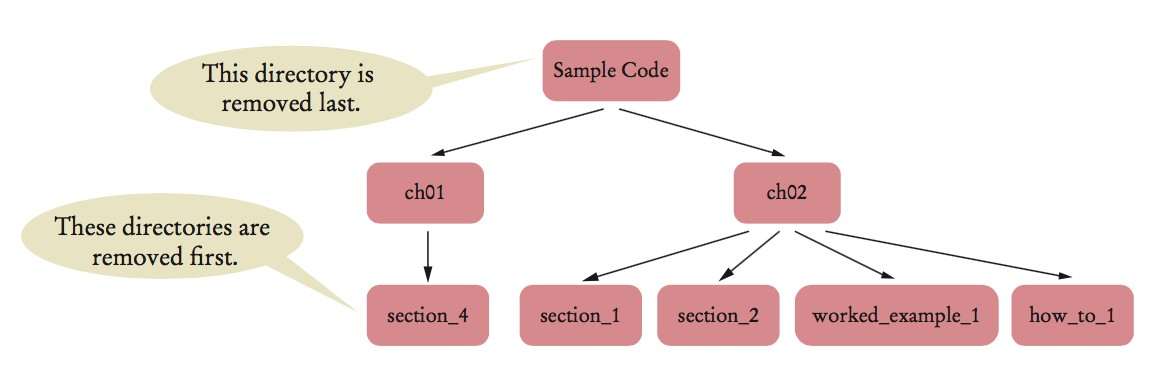 This directory is
removed last.
Sample Code
ch01
ch02
These directories are
removed first.
section_4
section_1
section_2
worked_example_1
how_to_1